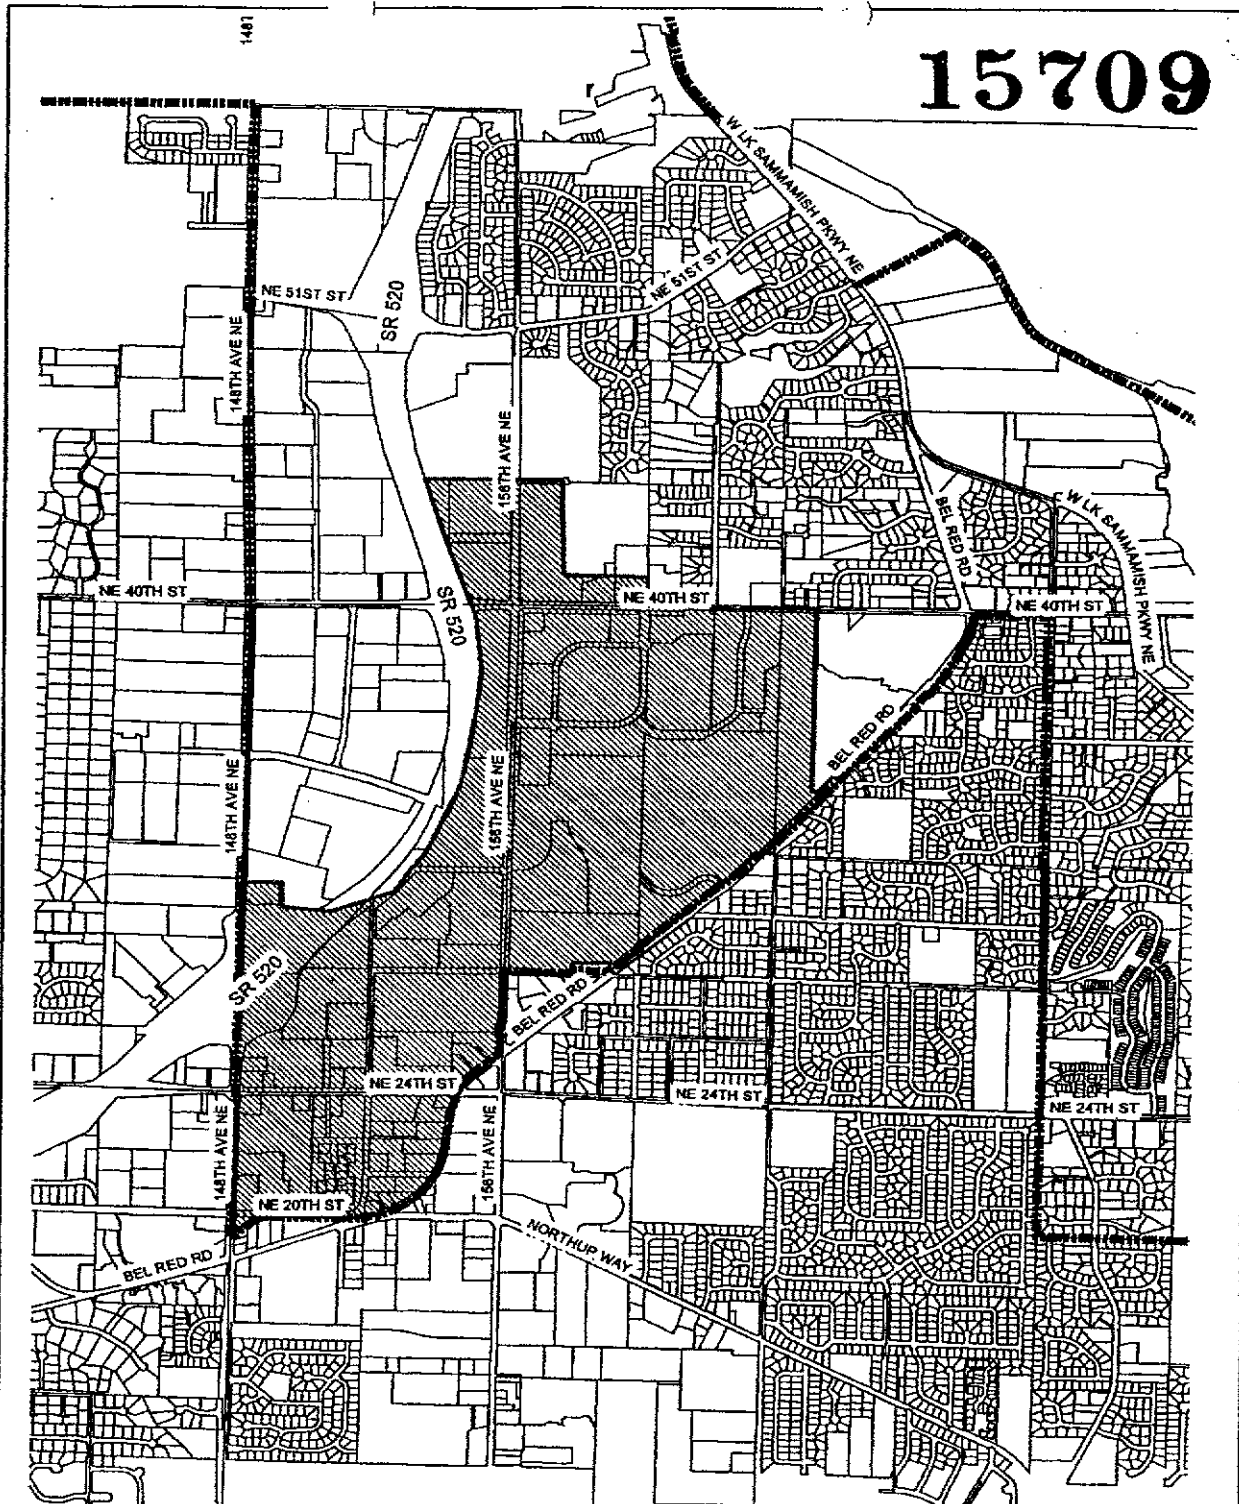 1481
15709
W LK SAMMAMISH PKWY NE
NE 51ST ST
NE 51ST ST
SR 520
148TH AVE NE
156TH AVE NE
BEL RED RD
W LK SAMMAMISH PKWY NE
NE 40TH ST
SR 520
NE 40TH ST
NE 40TH ST
BEL RED RD
148TH AVE NE
156TH AVE NE
SR 520
BEL RED RD
NE 24TH ST
NE 24TH ST
NE 24TH ST
148TH AVE NE
156TH AVE NE
NE 20TH ST
NORTHUP WAY
BEL RED RD